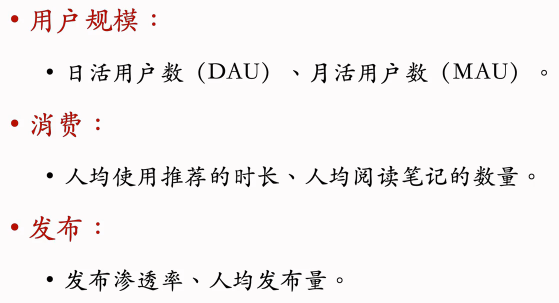 • 用户规模：
• 日活用户数（DAU）、月活用户数（MAU）。
• 消费：
• 人均使用推荐的时长、人均阅读笔记的数量。
• 发布：
• 发布渗透率、人均发布量。